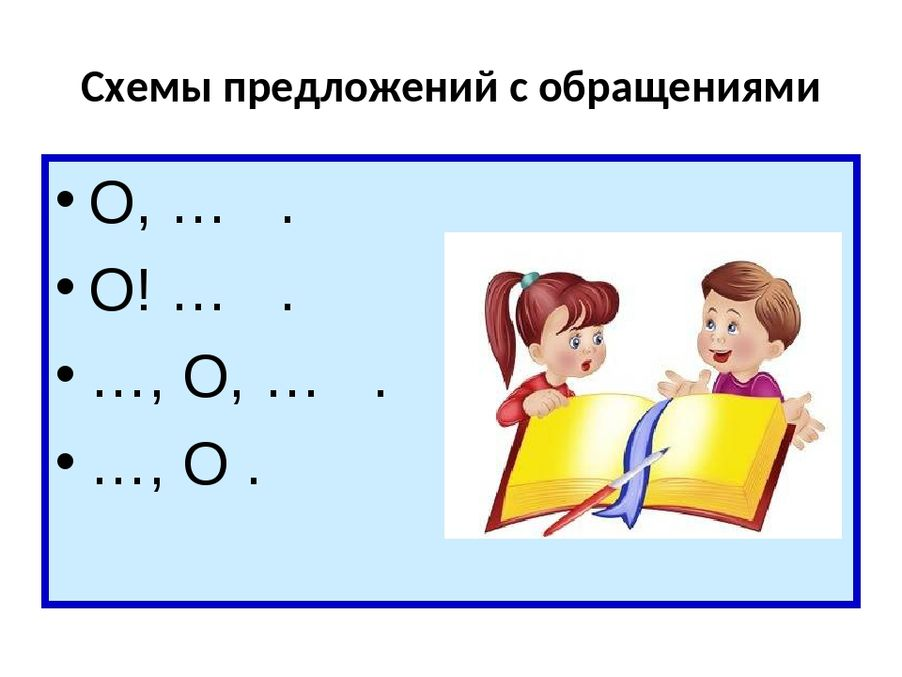 Схемы предложений с обращениями
• О, … .
• О! … .
• …, О, … .
• …, О .